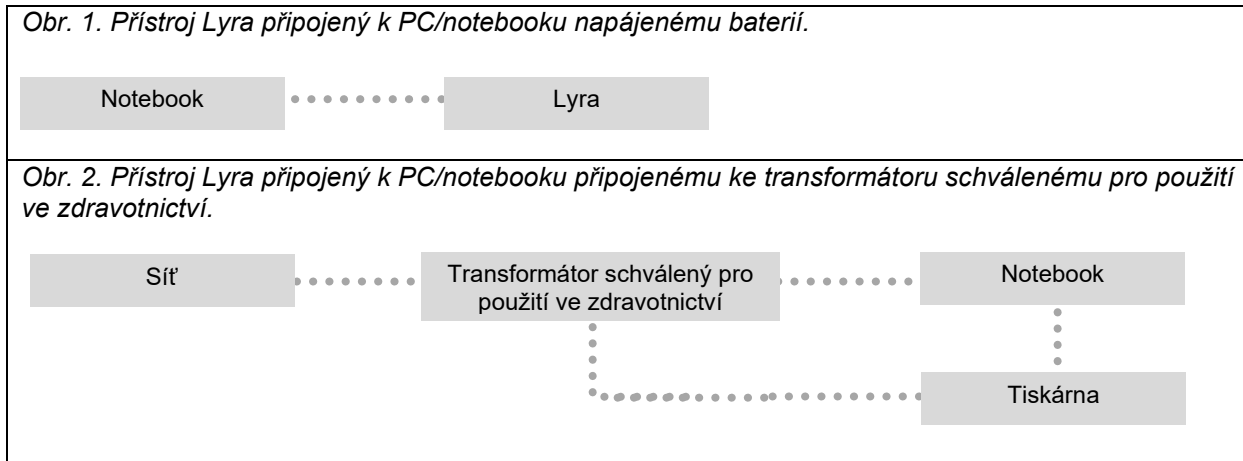 Obr. 1. Přístroj Lyra připojený k PC/notebooku napájenému baterií.
Notebook
Lyra
Obr. 2. Přístroj Lyra připojený k PC/notebooku připojenému ke transformátoru schválenému pro použití
ve zdravotnictví.
Síť
Transformátor schválený pro
použití ve zdravotnictví
Notebook
Tiskárna